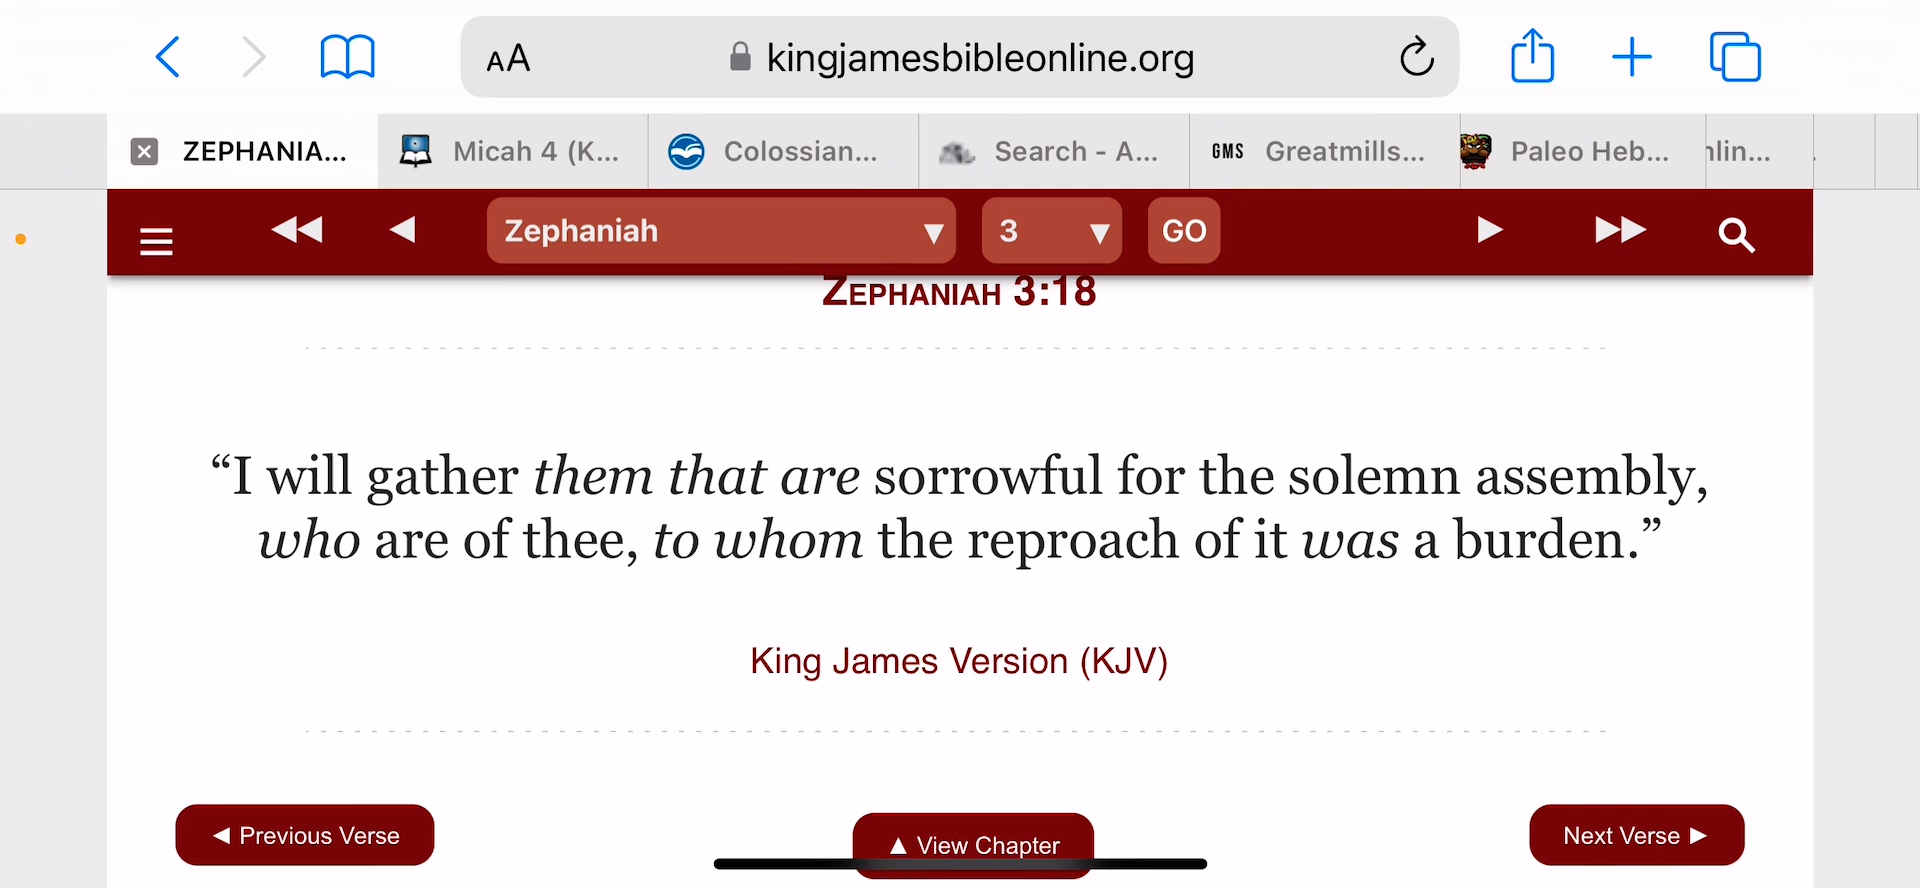 AA kingjamesbibleonline.org
ZEPHANIA... Micah 4 (K... Colossian... Search - A... GMS Greatmills... Paleo Heb... nlin...
Zephaniah 3 GO
ZEPHANIAH 3:18
“I will gather them that are sorrowful for the solemn assembly,
who are of thee, to whom the reproach of it was a burden.”
King James Version (KJV)
◀ Previous Verse ▲ View Chapter Next Verse ▶